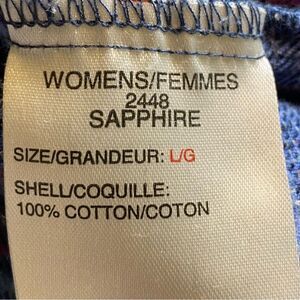 WOMENS/FEMMES
2448
SAPPHIRE
SIZE/GRANDEUR: L/G
SHELL/COQUILLE:
100% COTTON/COTON